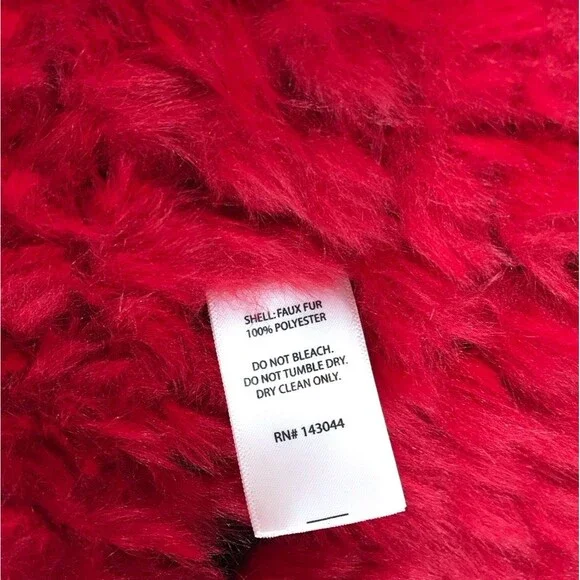 SHELL: FAUX FUR
100% POLYESTER
DO NOT BLEACH.
DO NOT TUMBLE DRY.
DRY CLEAN ONLY.
RN# 143044